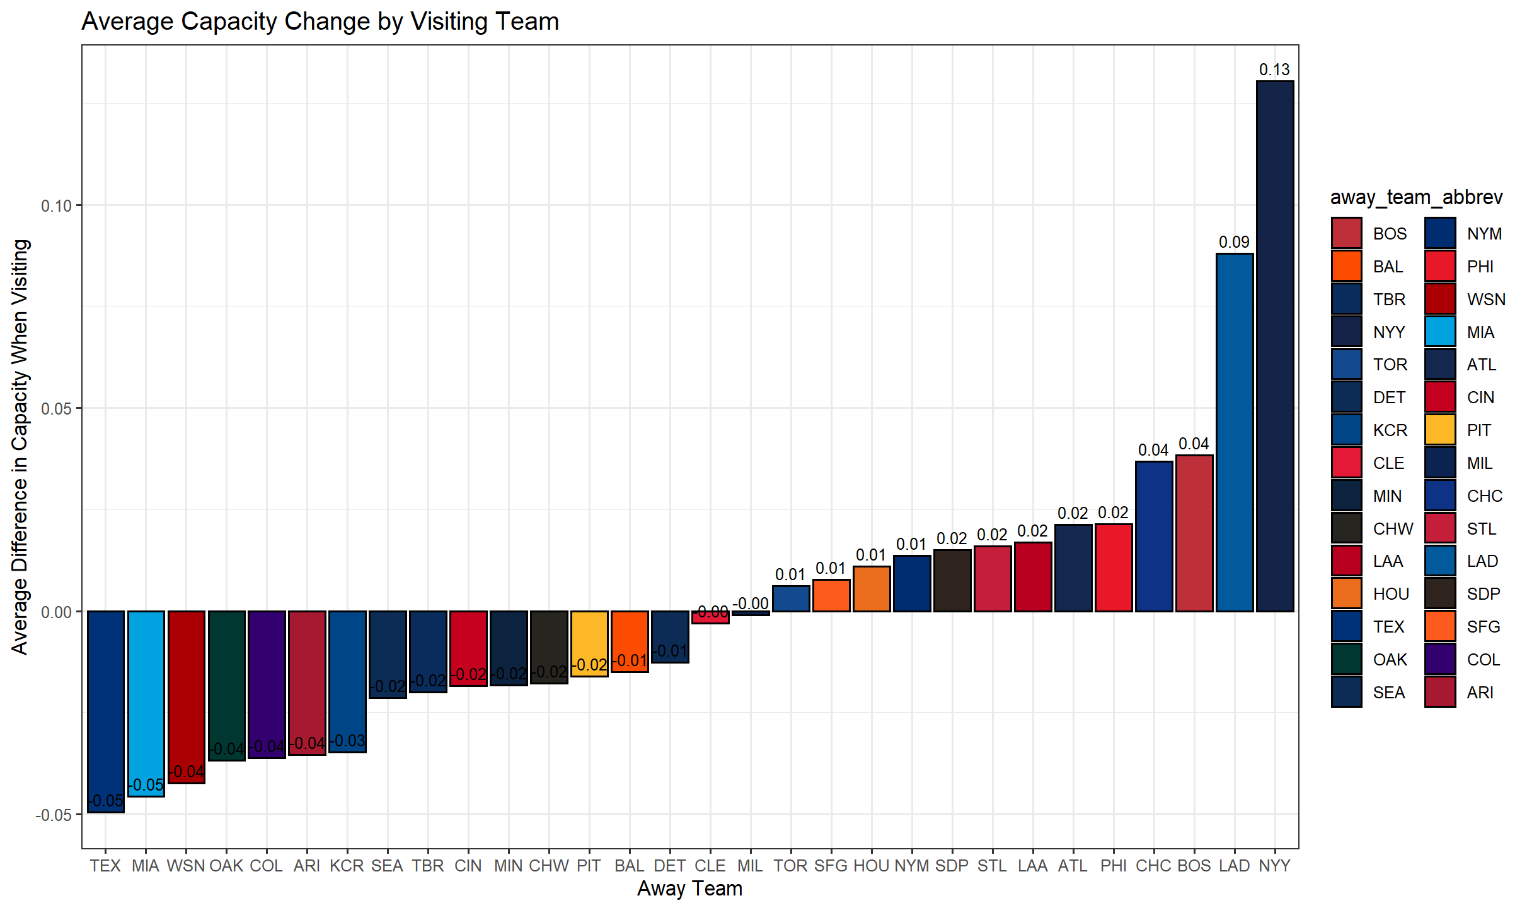 Average Capacity Change by Visiting Team
Average Difference in Capacity When Visiting
0.10
0.05
0.00
-0.05
-0.05
-0.05
-0.04
-0.04
-0.04
-0.04
-0.03
-0.02
-0.02
-0.02
-0.02
-0.02
-0.02
-0.01
-0.01
-0.00
-0.00
0.01
0.01
0.01
0.01
0.02
0.02
0.02
0.02
0.02
0.04
0.04
0.09
0.13
TEX MIA WSN OAK COL ARI KCR SEA TBR CIN MIN CHW PIT BAL DET CLE MIL TOR SFG HOU NYM SDP STL LAA ATL PHI CHC BOS LAD NYY
Away Team
away_team_abbrev
BOS NYM
BAL PHI
TBR WSN
NYY MIA
TOR ATL
DET CIN
KCR PIT
CLE MIL
MIN CHC
CHW STL
LAA LAD
HOU SDP
TEX SFG
OAK COL
SEA ARI